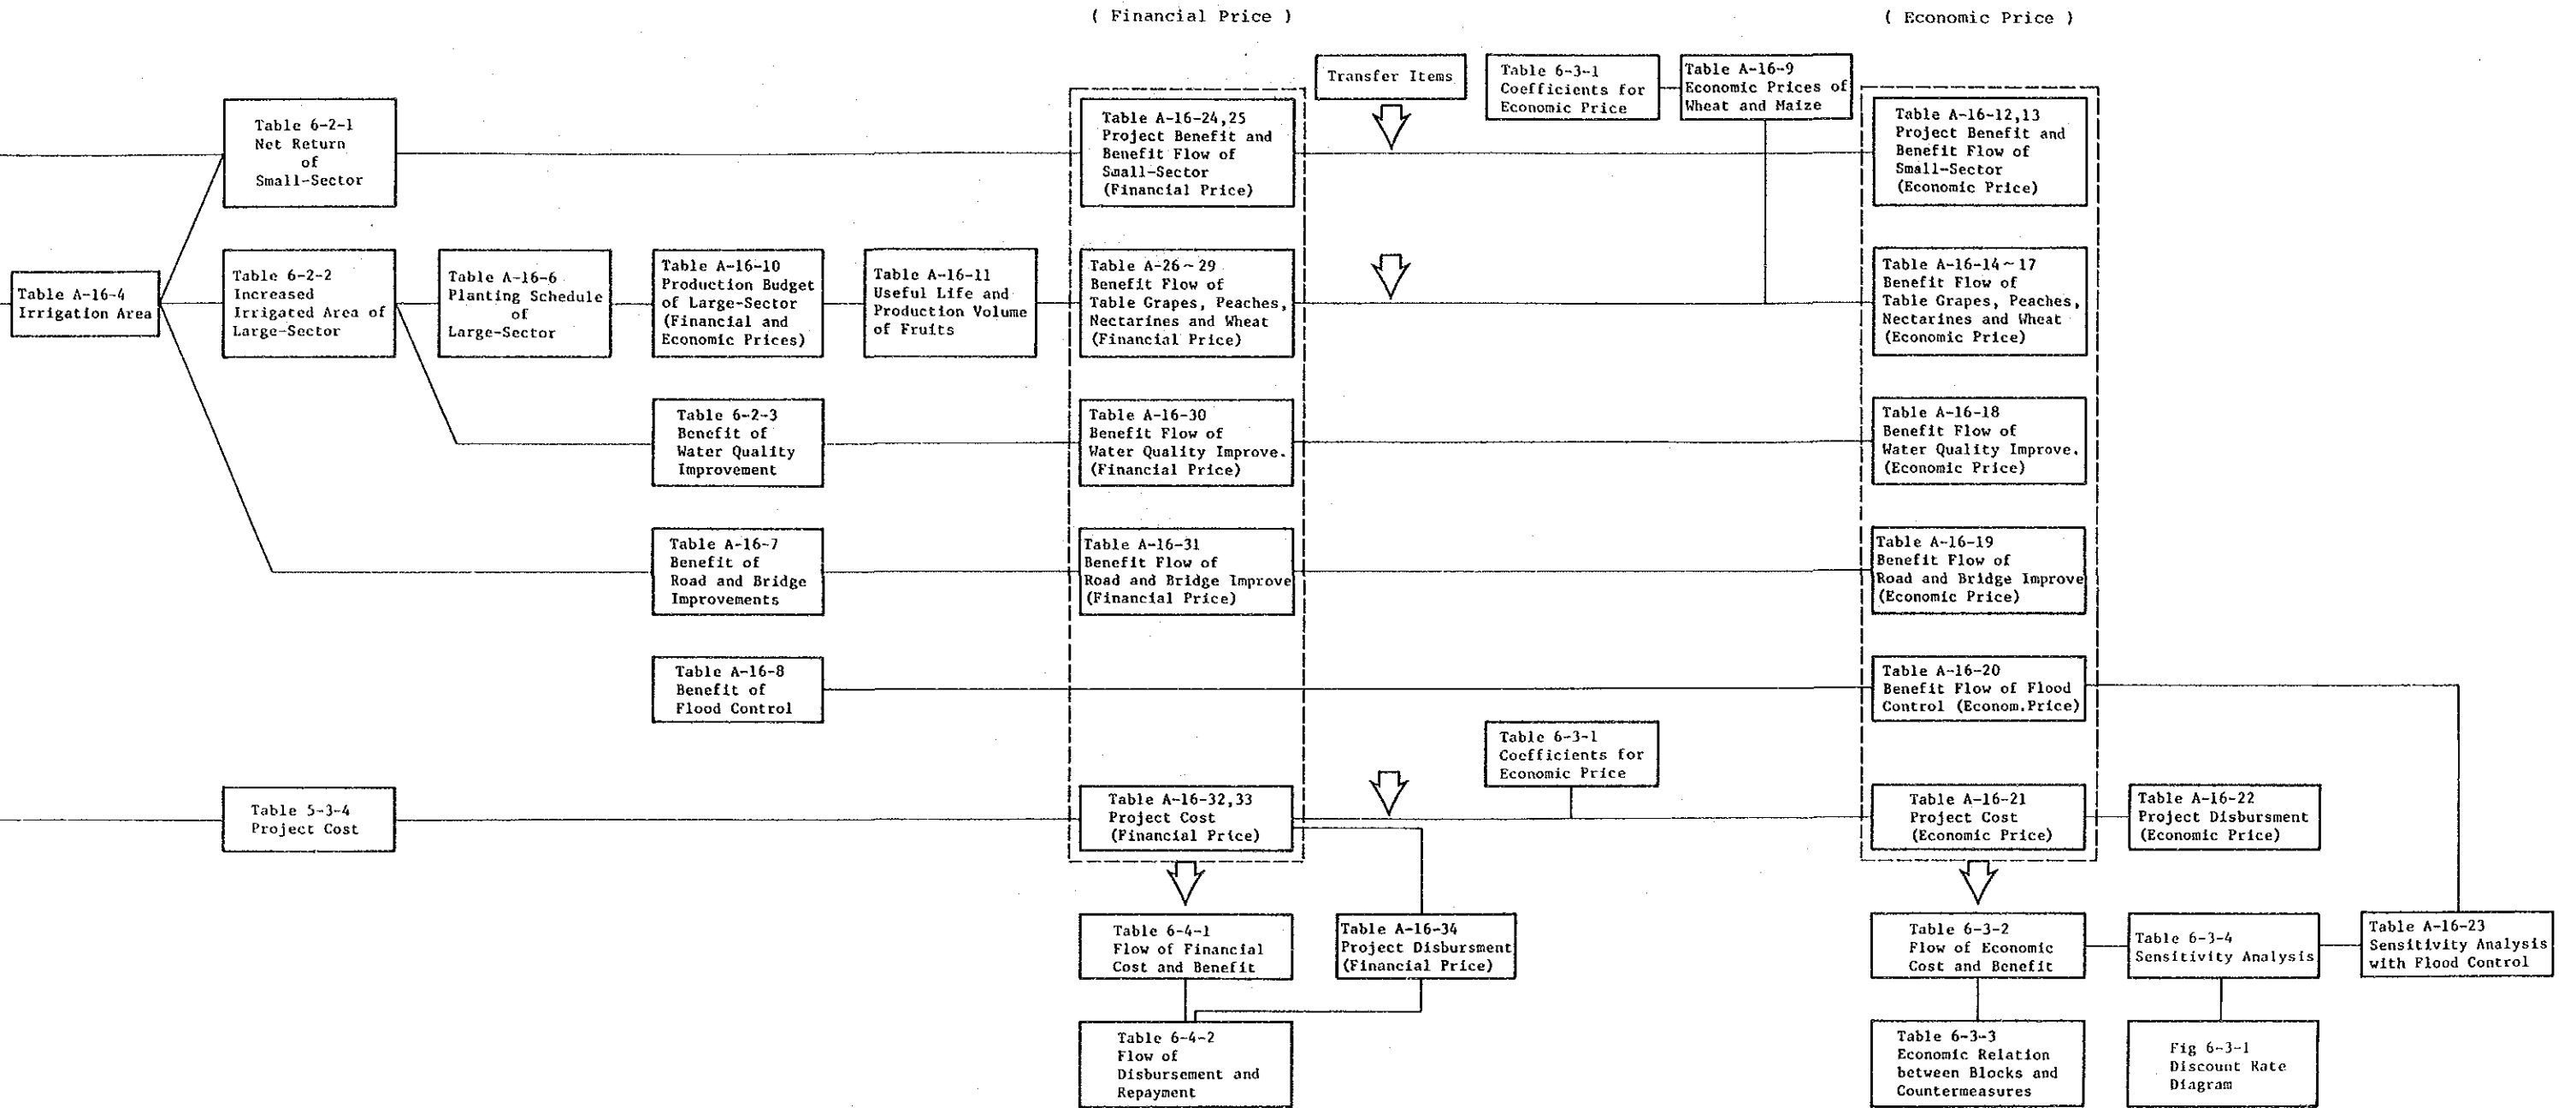 ( Financial Price )
( Economic Price )
Transfer Items
Table 6-3-1
Coefficients for
Economic Price
Table A-16-9
Economic Prices of
Wheat and Maize
Table 6-2-1
Net Return
of
Small-Sector
Table A-16-24,25
Project Benefit and
Benefit Flow of
Small-Sector
(Financial Price)
Table A-16-12,13
Project Benefit and
Benefit Flow of
Small-Sector
(Economic Price)
Table A-16-4
Irrigation Area
Table 6-2-2
Increased
Irrigated Area of
Large-Sector
Table A-16-6
Planting Schedule
of
Large-Sector
Table A-16-10
Production Budget
of Large-Sector
(Financial and
Economic Prices)
Table A-16-11
Useful Life and
Production Volume
of Fruits
Table A-26~29
Benefit Flow of
Table Grapes, Peaches,
Nectarines and Wheat
(Financial Price)
Table A-16-14~17
Benefit Flow of
Table Grapes, Peaches,
Nectarines and Wheat
(Economic Price)
Table 6-2-3
Benefit of
Water Quality
Improvement
Table A-16-30
Benefit Flow of
Water Quality Improve.
(Financial Price)
Table A-16-18
Benefit Flow of
Water Quality Improve.
(Economic Price)
Table A-16-7
Benefit of
Road and Bridge
Improvements
Table A-16-31
Benefit Flow of
Road and Bridge Improve
(Financial Price)
Table A-16-19
Benefit Flow of
Road and Bridge Improve
(Economic Price)
Table A-16-8
Benefit of
Flood Control
Table A-16-20
Benefit Flow of Flood
Control (Econom.Price)
Table 6-3-1
Coefficients for
Economic Price
Table 5-3-4
Project Cost
Table A-16-32,33
Project Cost
(Financial Price)
Table A-16-21
Project Cost
(Economic Price)
Table A-16-22
Project Disbursment
(Economic Price)
Table 6-4-1
Flow of Financial
Cost and Benefit
Table A-16-34
Project Disbursment
(Financial Price)
Table 6-3-2
Flow of Economic
Cost and Benefit
Table 6-3-4
Sensitivity Analysis
Table A-16-23
Sensitivity Analysis
with Flood Control
Table 6-4-2
Flow of
Disbursement and
Repayment
Table 6-3-3
Economic Relation
between Blocks and
Countermeasures
Fig 6-3-1
Discount Rate
Diagram